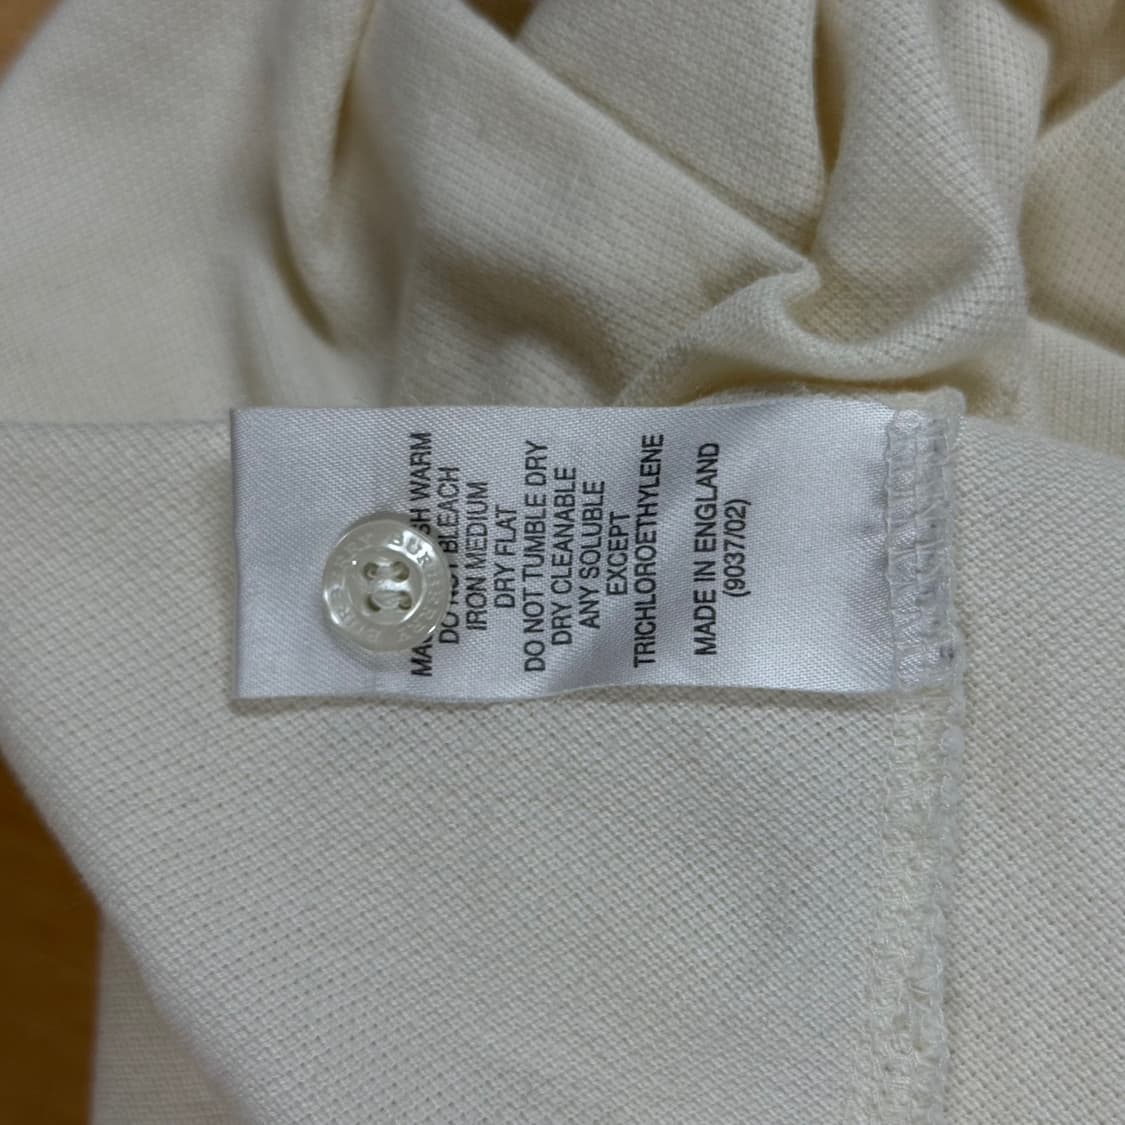 WARM
DO NOT BLEACH
IRON MEDIUM
DRY FLAT
DO NOT TUMBLE DRY
DRY CLEANABLE
ANY SOLUBLE
EXCEPT
TRICHLOROETHYLENE
MADE IN ENGLAND
(9037/02)